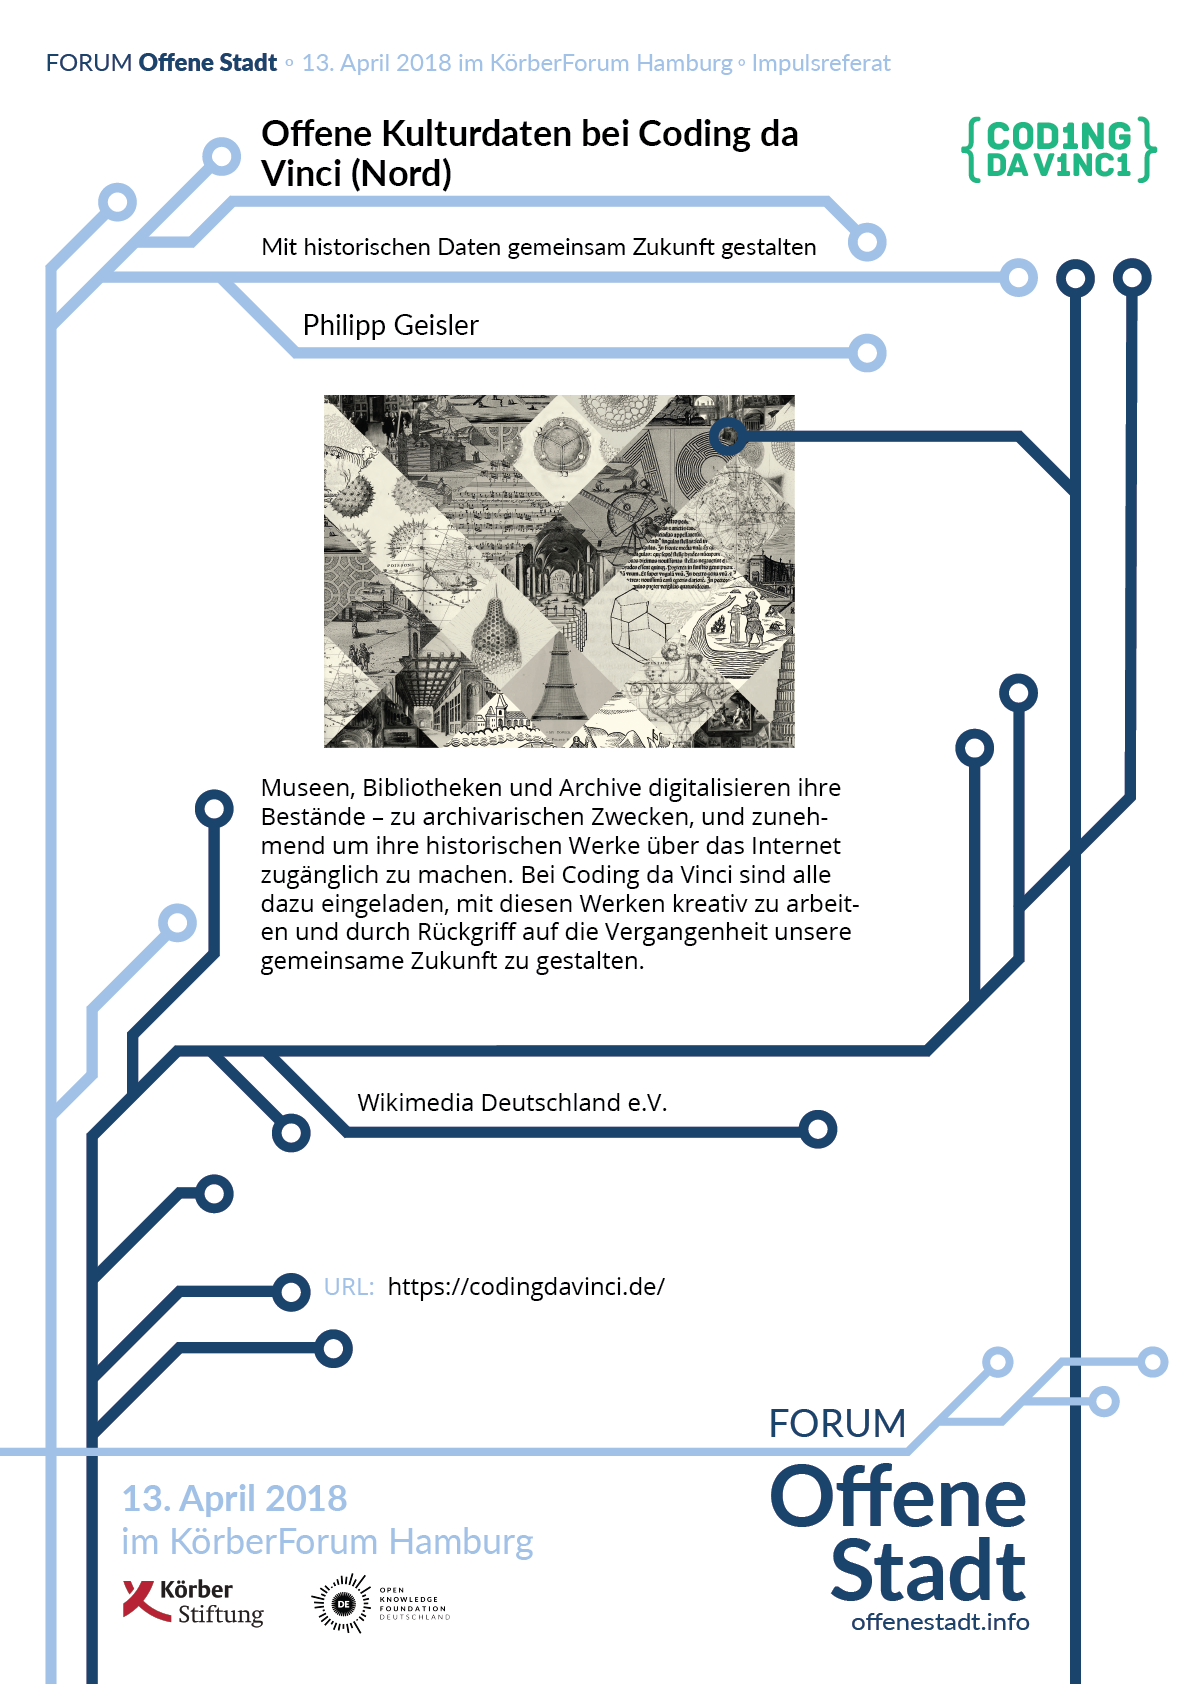 FORUM Offene Stadt ◦ 13. April 2018 im KörberForum Hamburg ◦ Impulsreferat
Offene Kulturdaten bei Coding da
Vinci (Nord)
{COD1NG
DA V1NC1}
Mit historischen Daten gemeinsam Zukunft gestalten
Philipp Geisler
Museen, Bibliotheken und Archive digitalisieren ihre
Bestände – zu archivarischen Zwecken, und zuneh-
mend um ihre historischen Werke über das Internet
zugänglich zu machen. Bei Coding da Vinci sind alle
dazu eingeladen, mit diesen Werken kreativ zu arbeit-
en und durch Rückgriff auf die Vergangenheit unsere
gemeinsame Zukunft zu gestalten.
Wikimedia Deutschland e.V.
URL: https://codingdavinci.de/
FORUM
Offene
Stadt
offenestadt.info
13. April 2018
im KörberForum Hamburg
Körber
Stiftung
DE
OPEN
KNOWLEDGE
FOUNDATION
DEUTSCHLAND